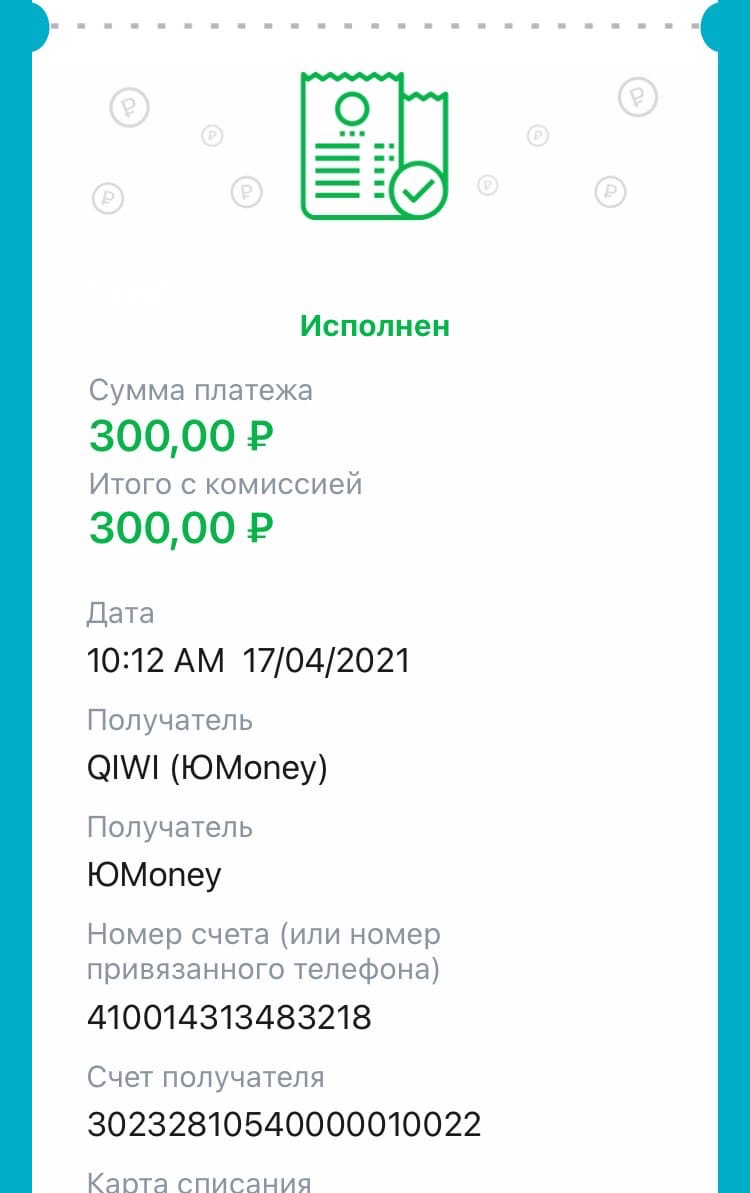 Исполнен
Сумма платежа
300,00 ₽
Итого с комиссией
300,00 ₽
Дата
10:12 AM 17/04/2021
Получатель
QIWI (ЮMoney)
Получатель
ЮMoney
Номер счета (или номер
привязанного телефона)
410014313483218
Счет получателя
30232810540000010022
Карта списания